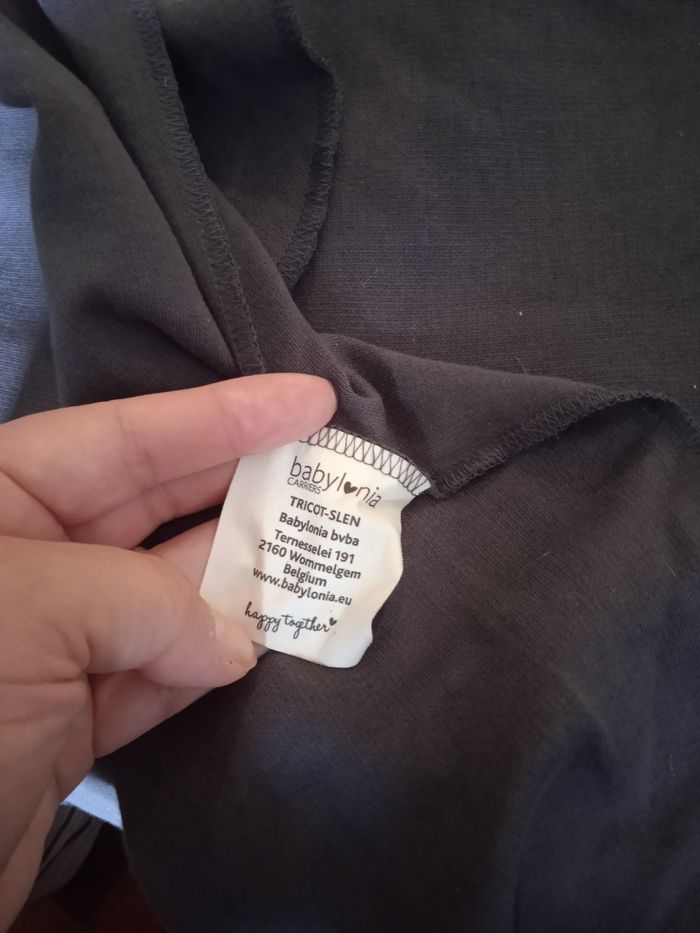 babylonia
CARRIERS
TRICOT-SLEN
Babylonia bvba
Ternesselei 191
2160 Wommelgem
Belgium
www.babylonia.eu
happy together